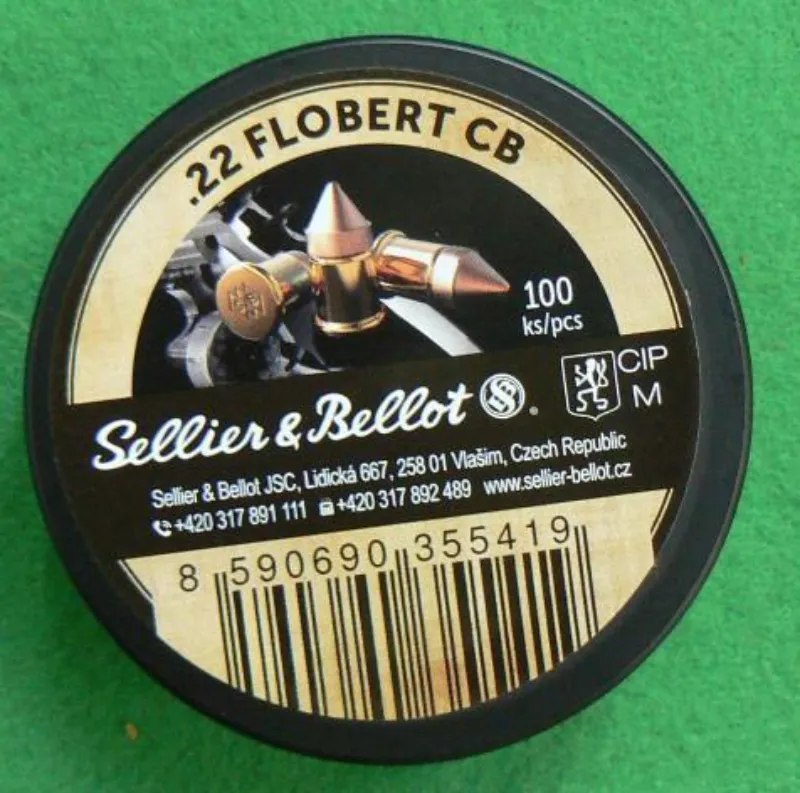 .22 FLOBERT CB
100
ks/pcs
CIP
M
Sellier & Bellot ®
Sellier & Bellot JSC, Lidická 667, 258 01 Vlašim, Czech Republic
+420 317 891 111 +420 317 892 489 www.sellier-bellot.cz
8 590690 355419